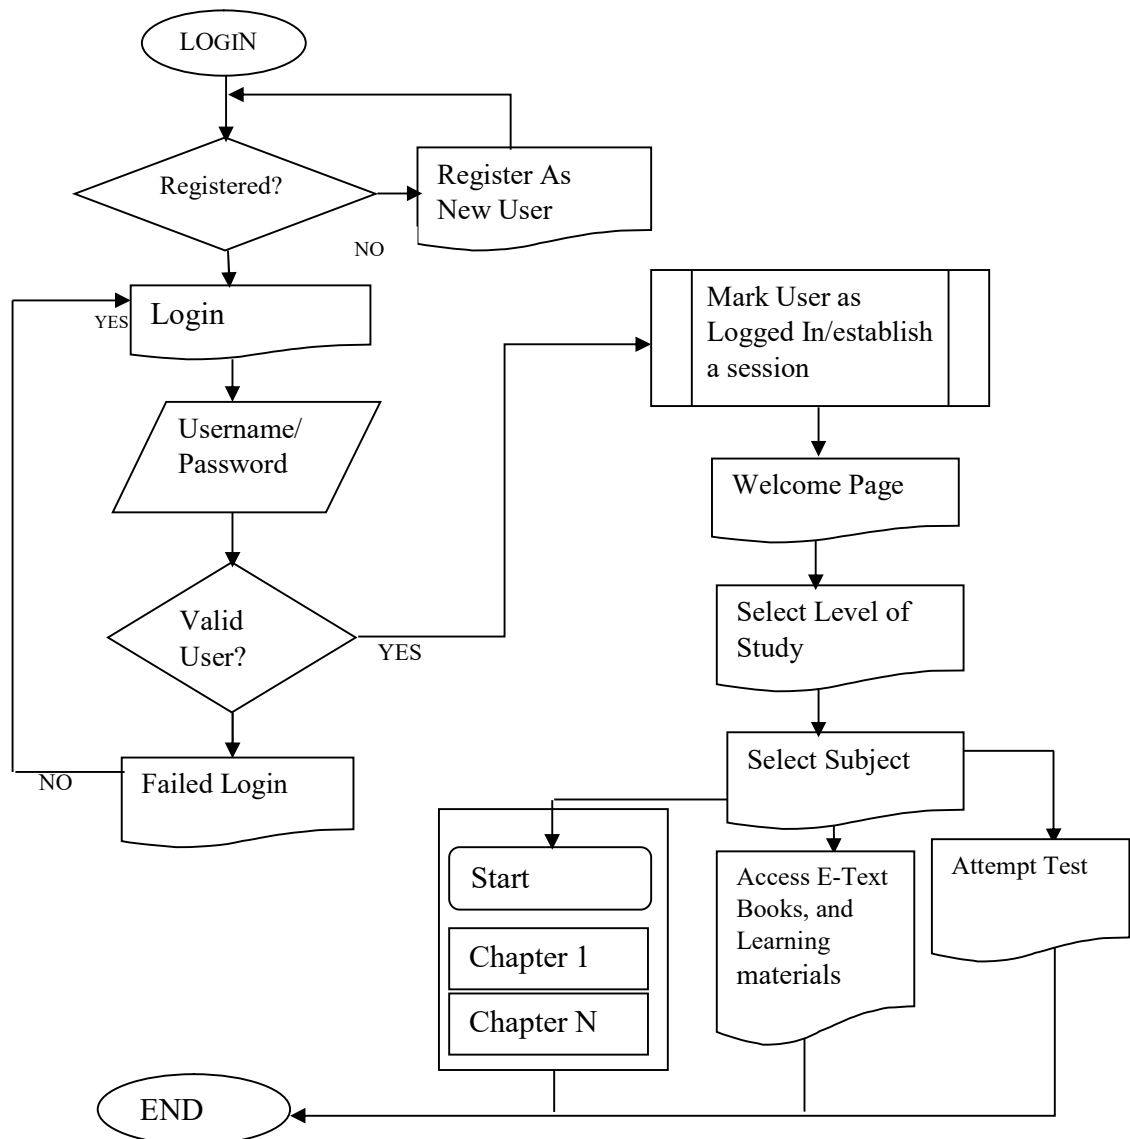 LOGIN
Registered?
Register As
New User
NO
YES
Login
Username/
Password
Valid
User?
YES
NO
Failed Login
Mark User as
Logged In/establish
a session
Welcome Page
Select Level of
Study
Select Subject
Start
Chapter 1
Chapter N
Access E-Text
Books, and
Learning
materials
Attempt Test
END